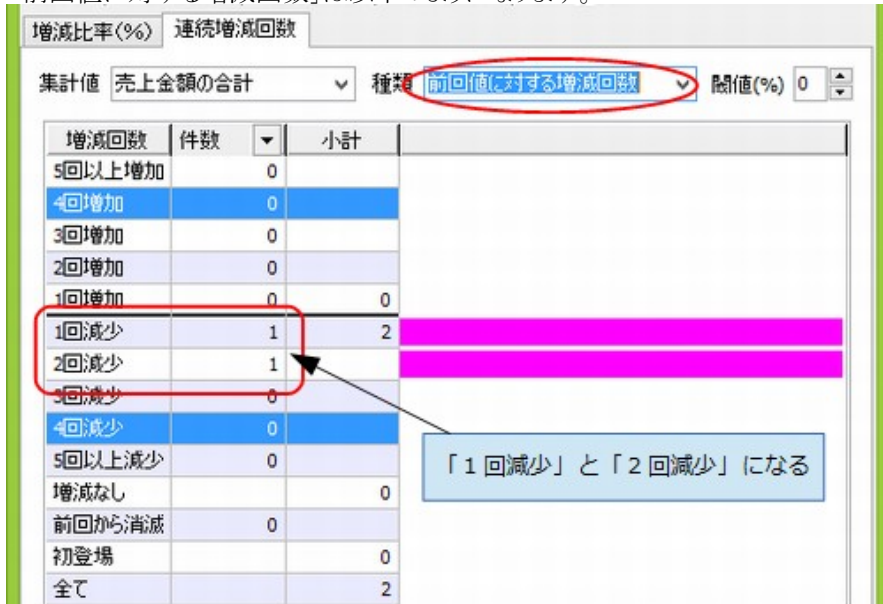 増減比率(%) 連続増減回数
集計値 売上金額の合計 種類 前回値に対する増減回数 閾値(%) 0
増減回数 件数 小計
5回以上増加 0
4回増加 0
3回増加 0
2回増加 0
1回増加 0 0
1回減少 1 2
2回減少 1
3回減少 0
4回減少 0
5回以上減少 0
増減なし 0
前回から消滅 0
初登場 0
全て 2
「1回減少」と「2回減少」になる